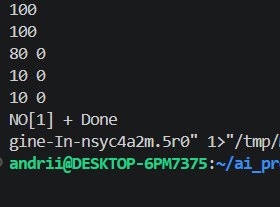 100
100
80 0
10 0
10 0
NO[1] + Done
gine-In-nsyc4a2m.5r0" 1>"/tmp/
andrii@DESKTOP-6PM7375:~/ai_pr